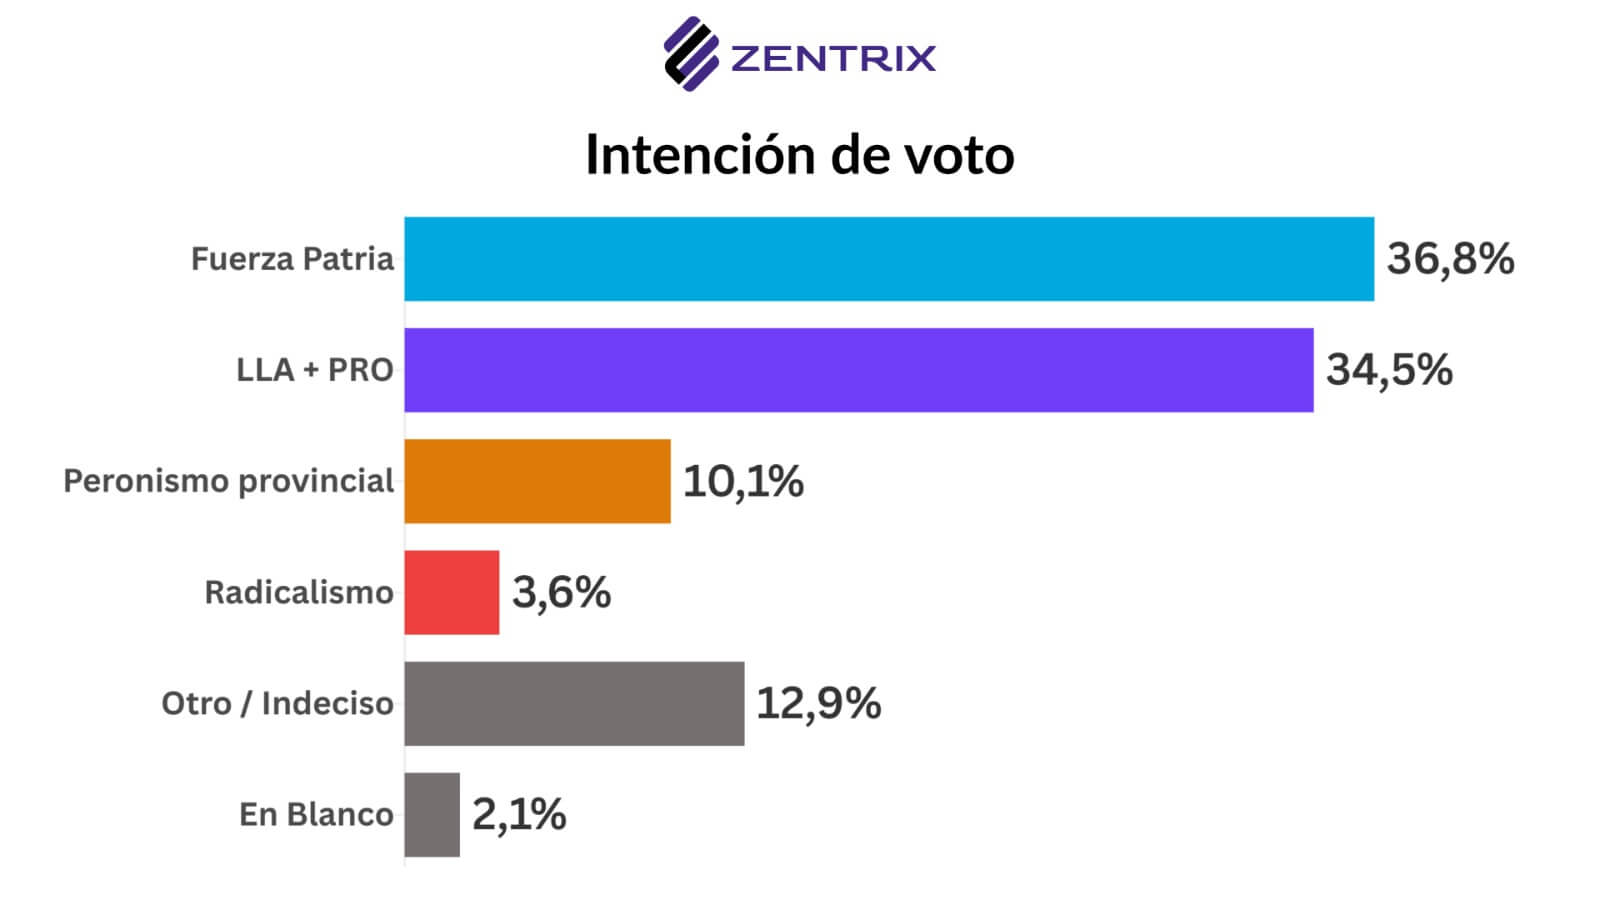 ZENTRIX
Intención de voto
Fuerza Patria 36,8%
LLA + PRO 34,5%
Peronismo provincial 10,1%
Radicalismo 3,6%
Otro / Indeciso 12,9%
En Blanco 2,1%